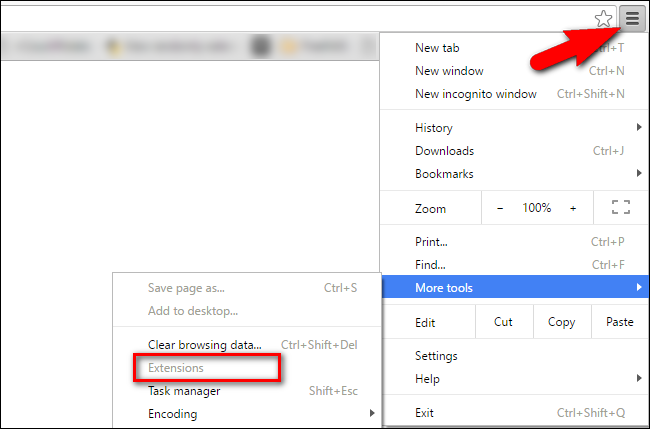 New tab Ctrl+T
New window Ctrl+N
New incognito window Ctrl+Shift+N
History
Downloads Ctrl+J
Bookmarks
Zoom − 100% +
Print... Ctrl+P
Find... Ctrl+F
More tools
Edit Cut Copy Paste
Settings
Help
Exit Ctrl+Shift+Q
Save page as... Ctrl+S
Add to desktop...
Clear browsing data... Ctrl+Shift+Del
Extensions
Task manager Shift+Esc
Encoding